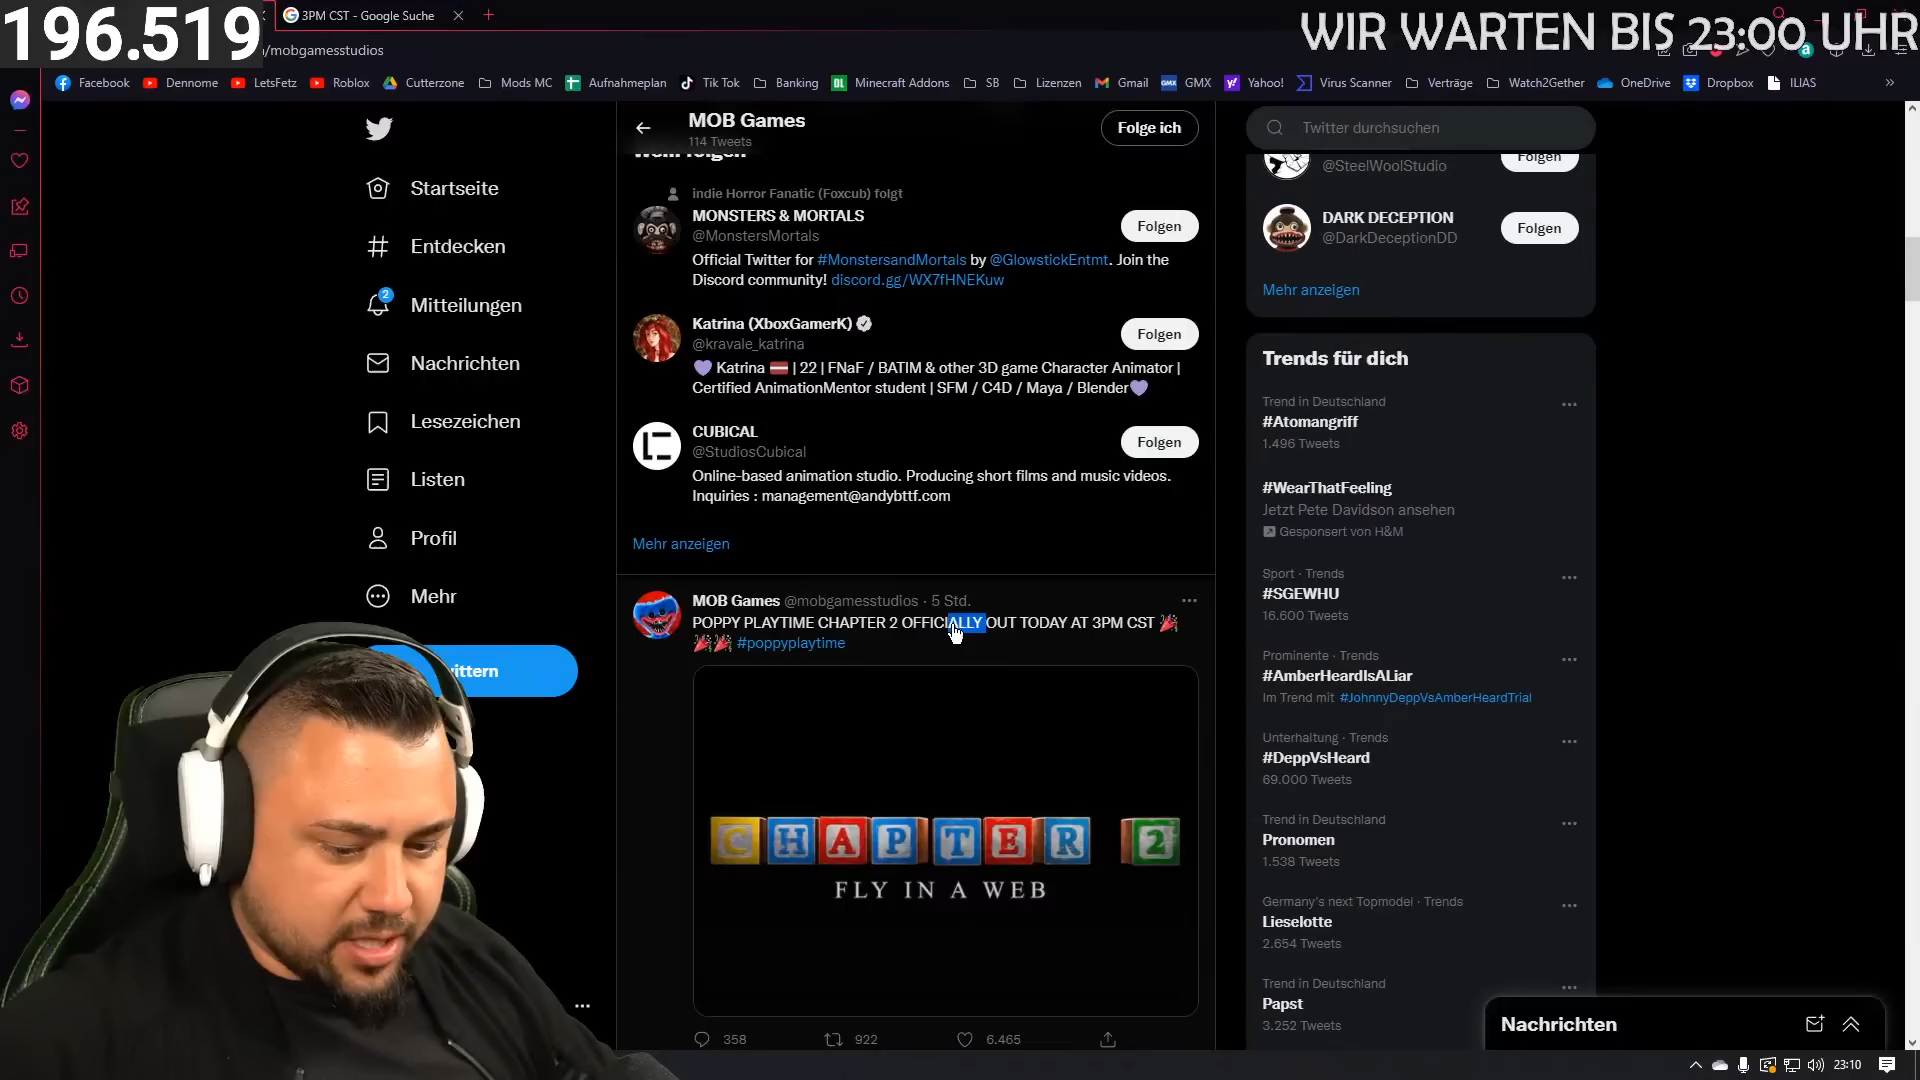 196.519
3PM CST - Google Suche
WIR WARTEN BIS 23:00 UHR
/mobgamesstudios
Facebook
Dennome
LetsFetz
Roblox
Cutterzone
Mods MC
Aufnahmeplan
Tik Tok
Banking
Minecraft Addons
SB
Lizenzen
Gmail
GMX
Yahoo!
Virus Scanner
Verträge
Watch2Gether
OneDrive
Dropbox
ILIAS
Startseite
Entdecken
2
Mitteilungen
Nachrichten
Lesezeichen
Listen
Profil
Mehr
ittern
MOB Games
114 Tweets
Folge ich
Wem folgen
indie Horror Fanatic (Foxcub) folgt
MONSTERS & MORTALS
@MonstersMortals
Folgen
Official Twitter for #MonstersandMortals by @GlowstickEntmt. Join the
Discord community! discord.gg/WX7fHNEKuw
Katrina (XboxGamerK)
@kravale_katrina
Folgen
Katrina | 22 | FNaF / BATIM & other 3D game Character Animator |
Certified AnimationMentor student | SFM / C4D / Maya / Blender
CUBICAL
@StudiosCubical
Folgen
Online-based animation studio. Producing short films and music videos.
Inquiries : management@andybttf.com
Mehr anzeigen
MOB Games @mobgamesstudios · 5 Std.
POPPY PLAYTIME CHAPTER 2 OFFICIALLY OUT TODAY AT 3PM CST
#poppyplaytime
CHAPTER 2
FLY IN A WEB
358
922
6.465
Twitter durchsuchen
@SteelWoolStudio
Folgen
DARK DECEPTION
@DarkDeceptionDD
Folgen
Mehr anzeigen
Trends für dich
Trend in Deutschland
#Atomangriff
1.496 Tweets
#WearThatFeeling
Jetzt Pete Davidson ansehen
Gesponsert von H&M
Sport · Trends
#SGEWHU
16.600 Tweets
Prominente · Trends
#AmberHeardIsALiar
Im Trend mit #JohnnyDeppVsAmberHeardTrial
Unterhaltung · Trends
#DeppVsHeard
69.000 Tweets
Trend in Deutschland
Pronomen
1.538 Tweets
Germany's next Topmodel · Trends
Lieselotte
2.654 Tweets
Trend in Deutschland
Papst
3.252 Tweets
Nachrichten
23:10